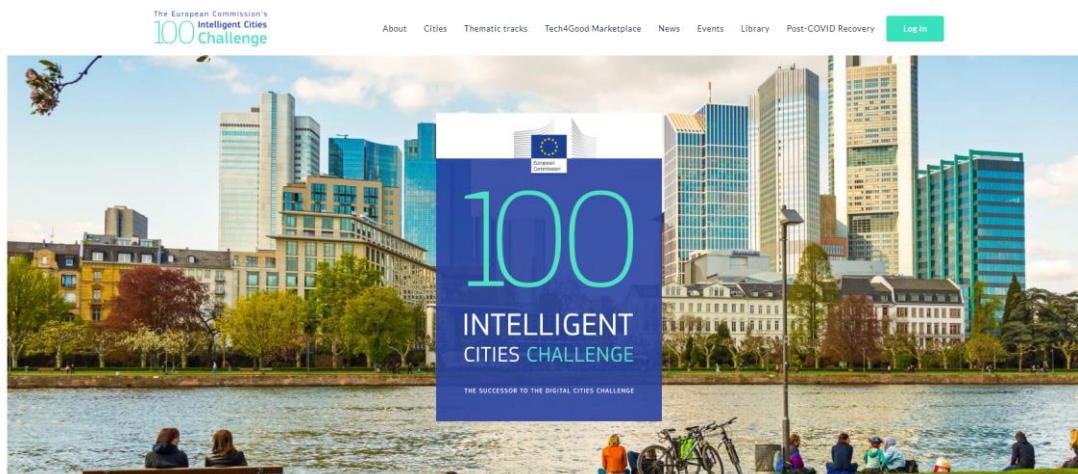 The European Commission's
100 Intelligent Cities
Challenge
About Cities Thematic tracks Tech4Good Marketplace News Events Library Post-COVID Recovery Log in
European
Commission
100
INTELLIGENT
CITIES CHALLENGE
THE SUCCESSOR TO THE DIGITAL CITIES CHALLENGE